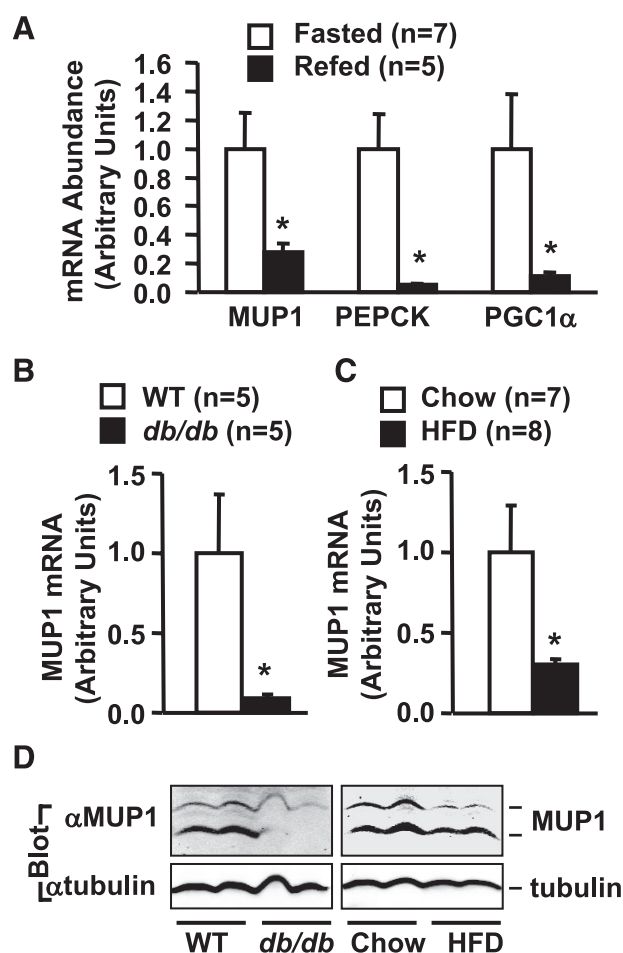 A
Fasted (n=7)
Refed (n=5)
mRNA Abundance
(Arbitrary Units)
1.6
1.4
1.2
1.0
0.8
0.6
0.4
0.2
0.0
*
*
*
MUP1 PEPCK PGC1α
B
WT (n=5)
db/db (n=5)
MUP1 mRNA
(Arbitrary Units)
1.5
1.0
0.5
0.0
*
C
Chow (n=7)
HFD (n=8)
MUP1 mRNA
(Arbitrary Units)
1.5
1.0
0.5
0.0
*
D
Blot
αMUP1
αtubulin
MUP1
tubulin
WT db/db Chow HFD